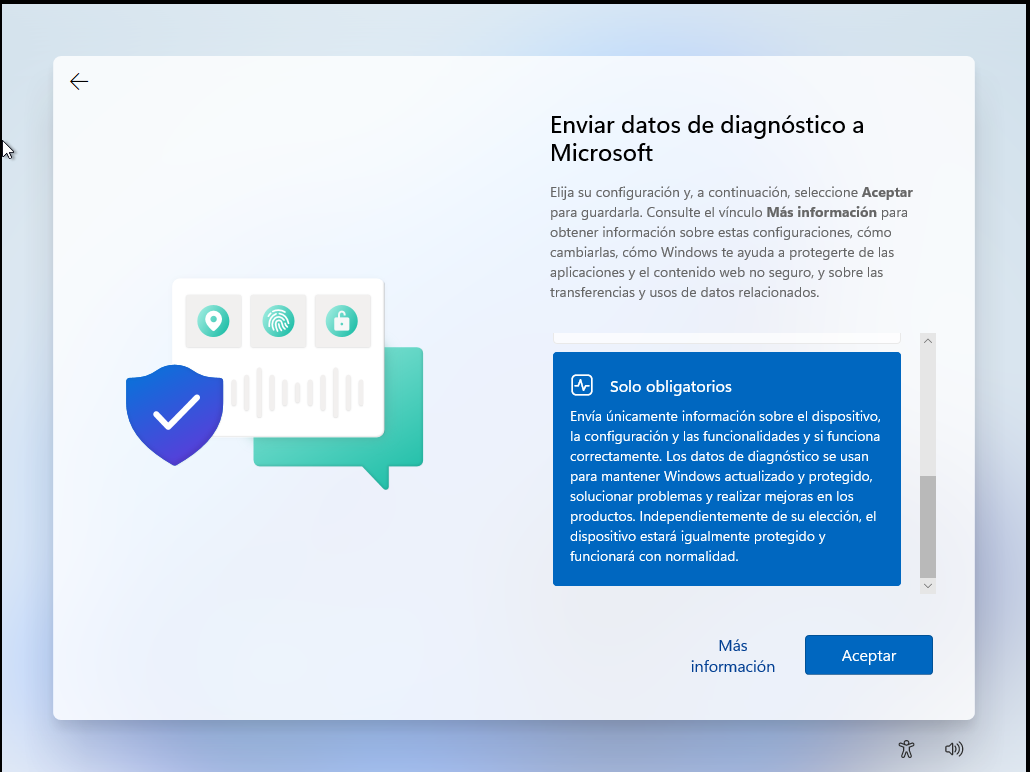 Enviar datos de diagnóstico a
Microsoft
Elija su configuración y, a continuación, seleccione Aceptar
para guardarla. Consulte el vínculo Más información para
obtener información sobre estas configuraciones, cómo
cambiarlas, cómo Windows te ayuda a protegerte de las
aplicaciones y el contenido web no seguro, y sobre las
transferencias y usos de datos relacionados.
Solo obligatorios
Envía únicamente información sobre el dispositivo,
la configuración y las funcionalidades y si funciona
correctamente. Los datos de diagnóstico se usan
para mantener Windows actualizado y protegido,
solucionar problemas y realizar mejoras en los
productos. Independientemente de su elección, el
dispositivo estará igualmente protegido y
funcionará con normalidad.
Más
información
Aceptar